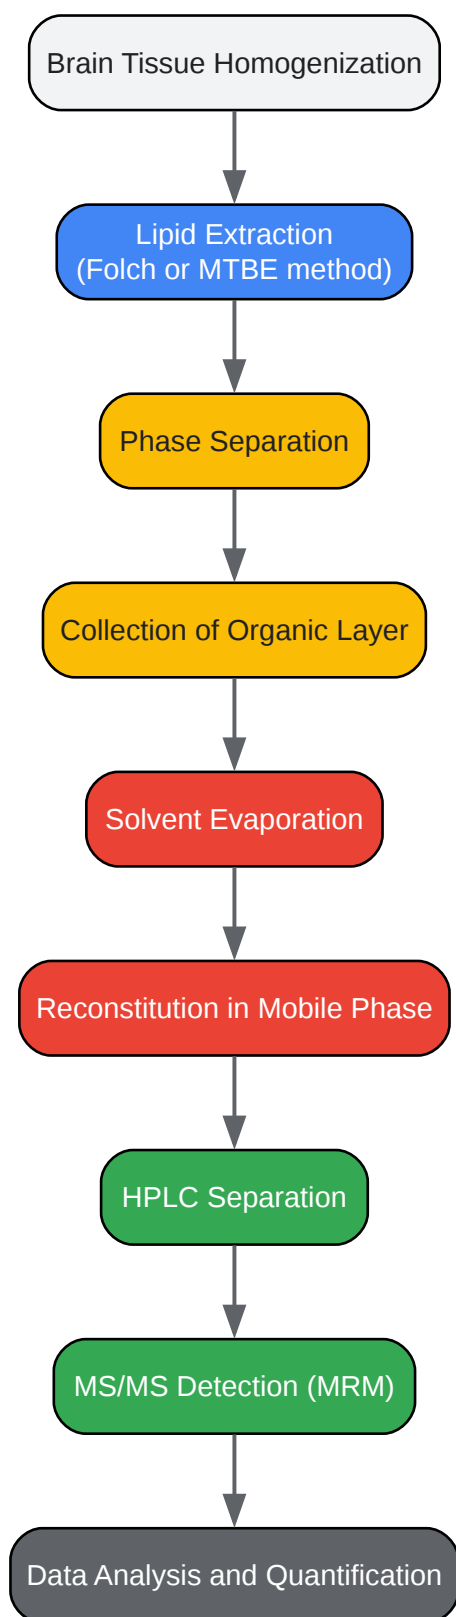 Brain Tissue Homogenization
Lipid Extraction
(Folch or MTBE method)
Phase Separation
Collection of Organic Layer
Solvent Evaporation
Reconstitution in Mobile Phase
HPLC Separation
MS/MS Detection (MRM)
Data Analysis and Quantification